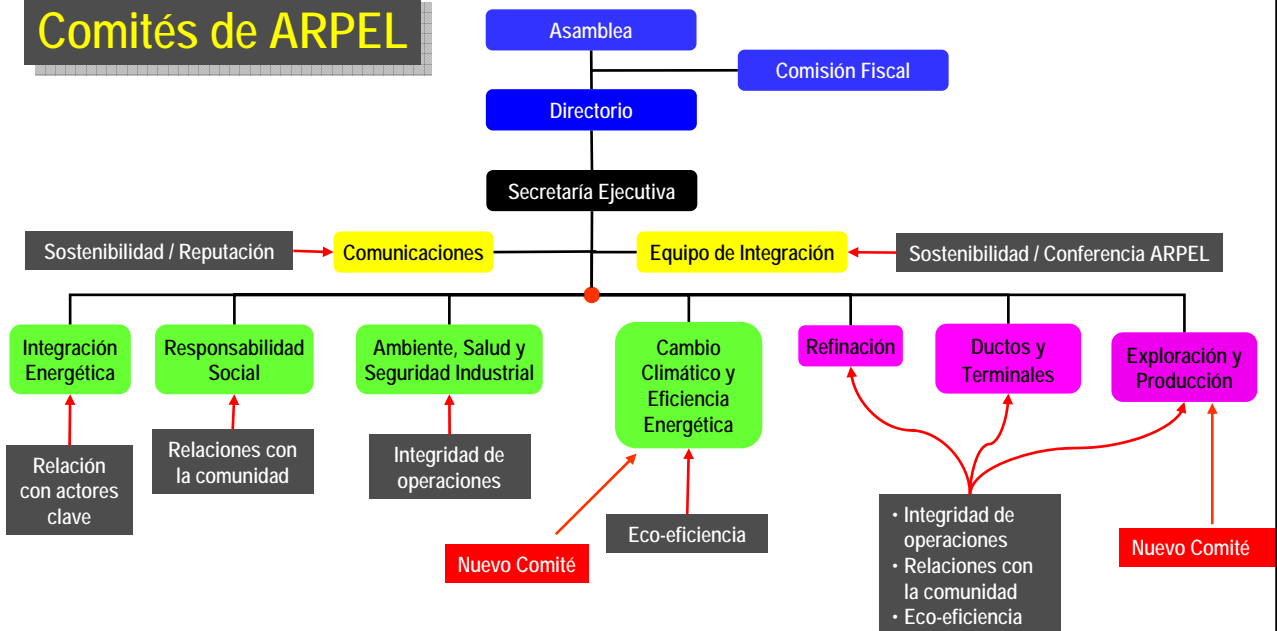 Comités de ARPEL
Asamblea
Comisión Fiscal
Directorio
Secretaría Ejecutiva
Sostenibilidad / Reputación
Comunicaciones
Equipo de Integración
Sostenibilidad / Conferencia ARPEL
Integración
Energética
Responsabilidad
Social
Ambiente, Salud y
Seguridad Industrial
Cambio
Climático y
Eficiencia
Energética
Refinación
Ductos y
Terminales
Exploración y
Producción
Relación
con actores
clave
Relaciones con
la comunidad
Integridad de
operaciones
Nuevo Comité
Eco-eficiencia
• Integridad de
operaciones
• Relaciones con
la comunidad
• Eco-eficiencia
Nuevo Comité